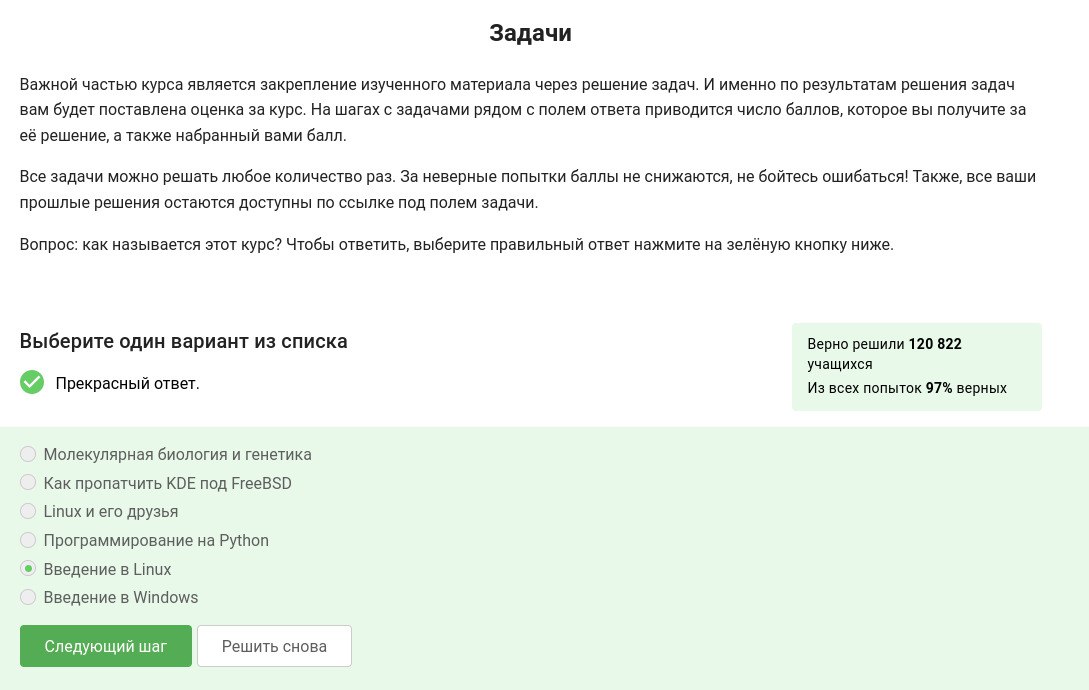 Задачи
Важной частью курса является закрепление изученного материала через решение задач. И именно по результатам решения задач
вам будет поставлена оценка за курс. На шагах с задачами рядом с полем ответа приводится число баллов, которое вы получите за
её решение, а также набранный вами балл.
Все задачи можно решать любое количество раз. За неверные попытки баллы не снижаются, не бойтесь ошибаться! Также, все ваши
прошлые решения остаются доступны по ссылке под полем задачи.
Вопрос: как называется этот курс? Чтобы ответить, выберите правильный ответ нажмите на зелёную кнопку ниже.
Выберите один вариант из списка
Прекрасный ответ.
Верно решили 120 822
учащихся
Из всех попыток 97% верных
Молекулярная биология и генетика
Как пропатчить KDE под FreeBSD
Linux и его друзья
Программирование на Python
Введение в Linux
Введение в Windows
Следующий шаг
Решить снова